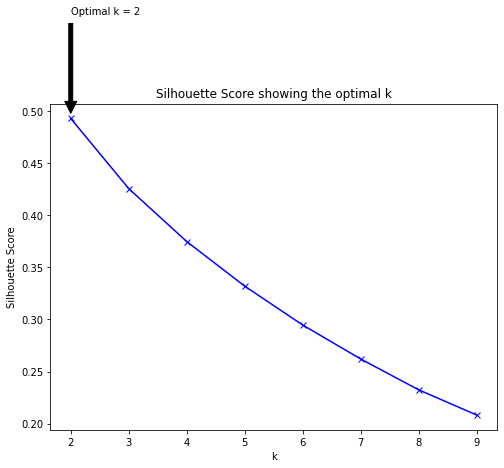 Optimal k = 2
Silhouette Score showing the optimal k
0.50
0.45
0.40
0.35
0.30
0.25
0.20
Silhouette Score
2 3 4 5 6 7 8 9
k